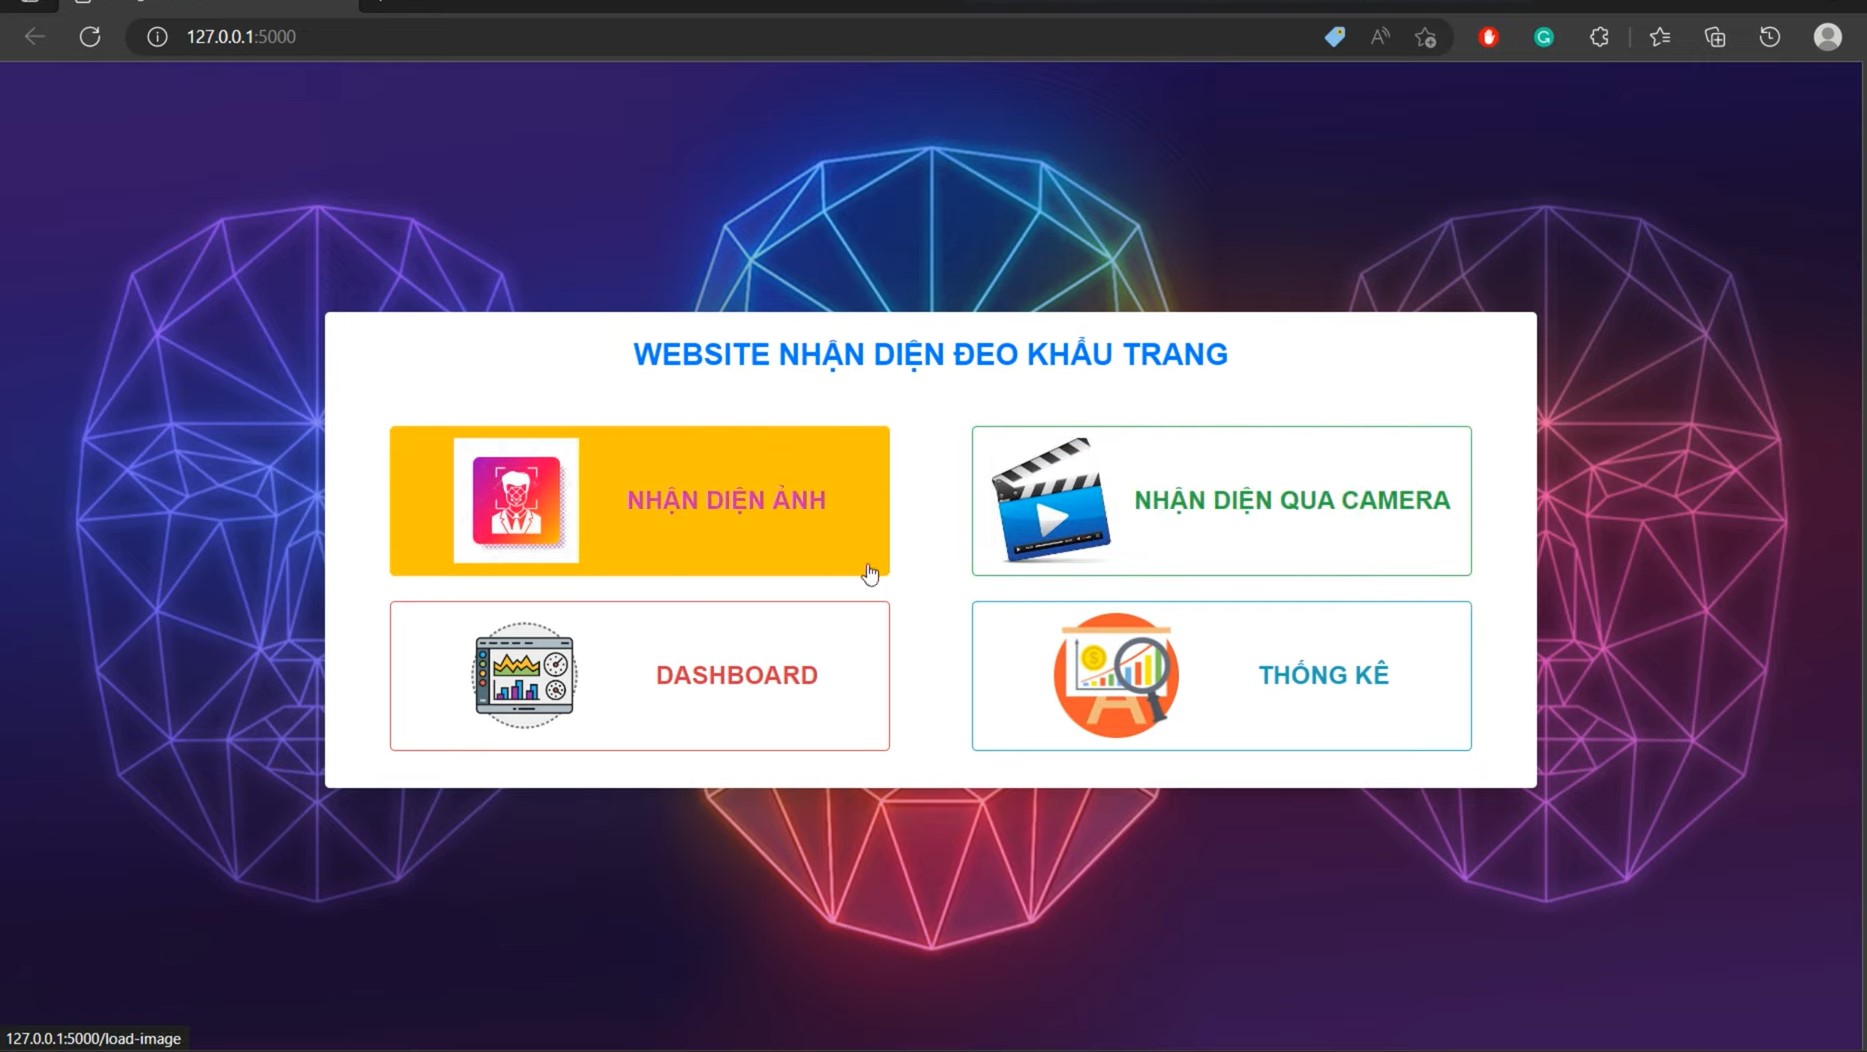 127.0.0.1:5000
WEBSITE NHẬN DIỆN ĐEO KHẨU TRANG
NHẬN DIỆN ẢNH
NHẬN DIỆN QUA CAMERA
DASHBOARD
THỐNG KÊ
127.0.0.1:5000/load-image